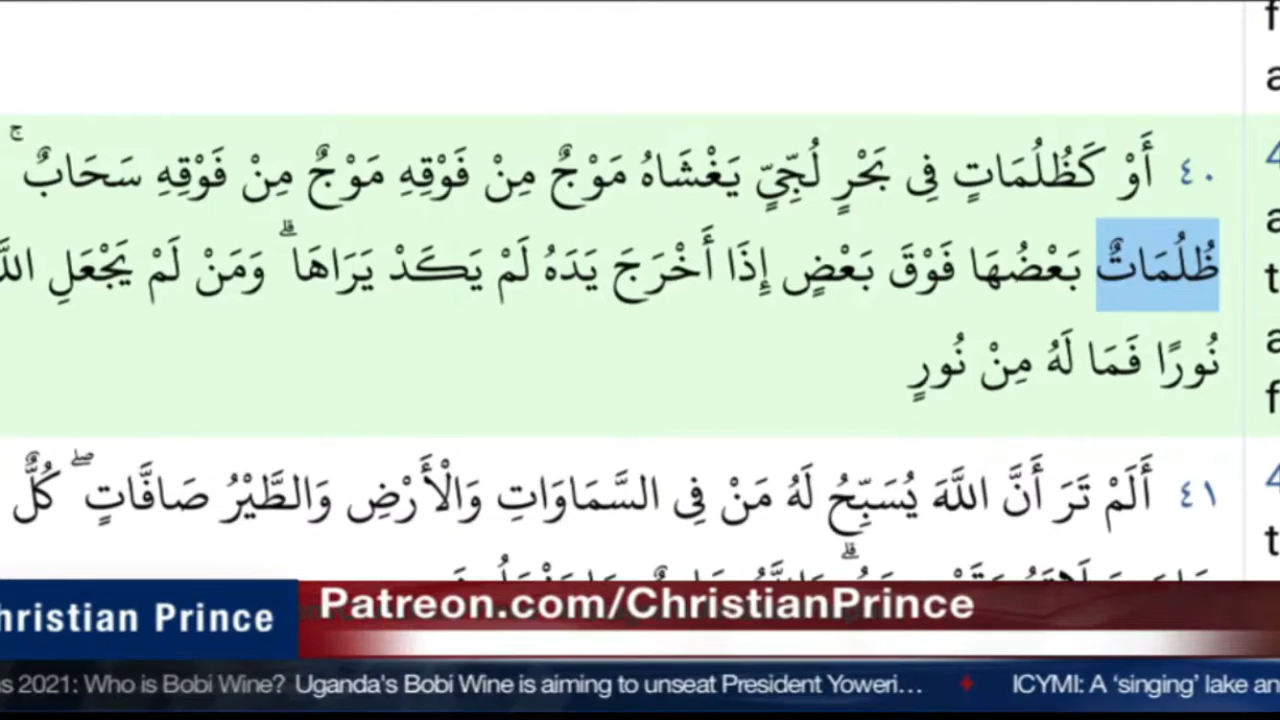 ٤٠ أَوْ كَظُلُمَاتٍ فِى بَحْرٍ لُجِّيٍّ يَغْشَاهُ مَوْجٌ مِنْ فَوْقِهِ مَوْجٌ مِنْ فَوْقِهِ سَحَابٌ ۚ
ظُلُمَاتٌ بَعْضُهَا فَوْقَ بَعْضٍ إِذَا أَخْرَجَ يَدَهُ لَمْ يَكَدْ يَرَاهَا ۗ وَمَنْ لَمْ يَجْعَلِ
نُورًا فَمَا لَهُ مِنْ نُورٍ
٤١ أَلَمْ تَرَ أَنَّ اللَّهَ يُسَبِّحُ لَهُ مَنْ فِى السَّمَاوَاتِ وَالْأَرْضِ وَالطَّيْرُ صَافَّاتٍ ۖ كُلٌّ
hristian Prince
Patreon.com/ChristianPrince
s 2021: Who is Bobi Wine? Uganda's Bobi Wine is aiming to unseat President Yoweri… ICYMI: A ‘singing’ lake an